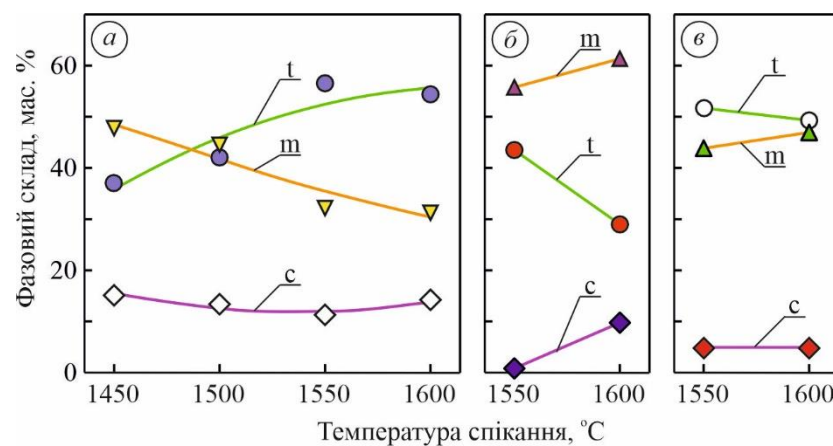 Фазовий склад, мас. %
60
40
20
0
а
t
m
c
1450
1500
1550
1600
б
m
t
c
1550
1600
в
t
m
c
1550
1600
Температура спікання, °C